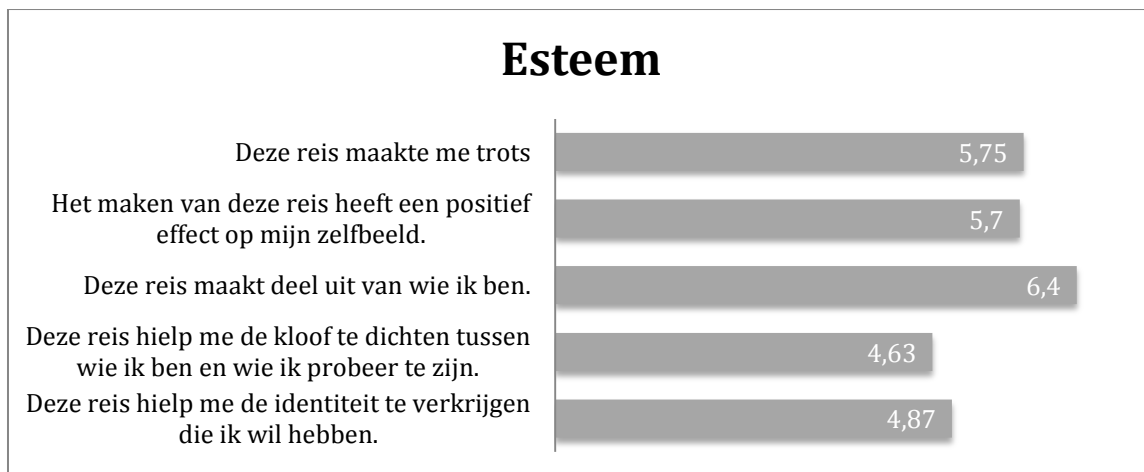 Esteem
Deze reis maakte me trots
5,75
Het maken van deze reis heeft een positief
effect op mijn zelfbeeld.
5,7
Deze reis maakt deel uit van wie ik ben.
6,4
Deze reis hielp me de kloof te dichten tussen
wie ik ben en wie ik probeer te zijn.
4,63
Deze reis hielp me de identiteit te verkrijgen
die ik wil hebben.
4,87